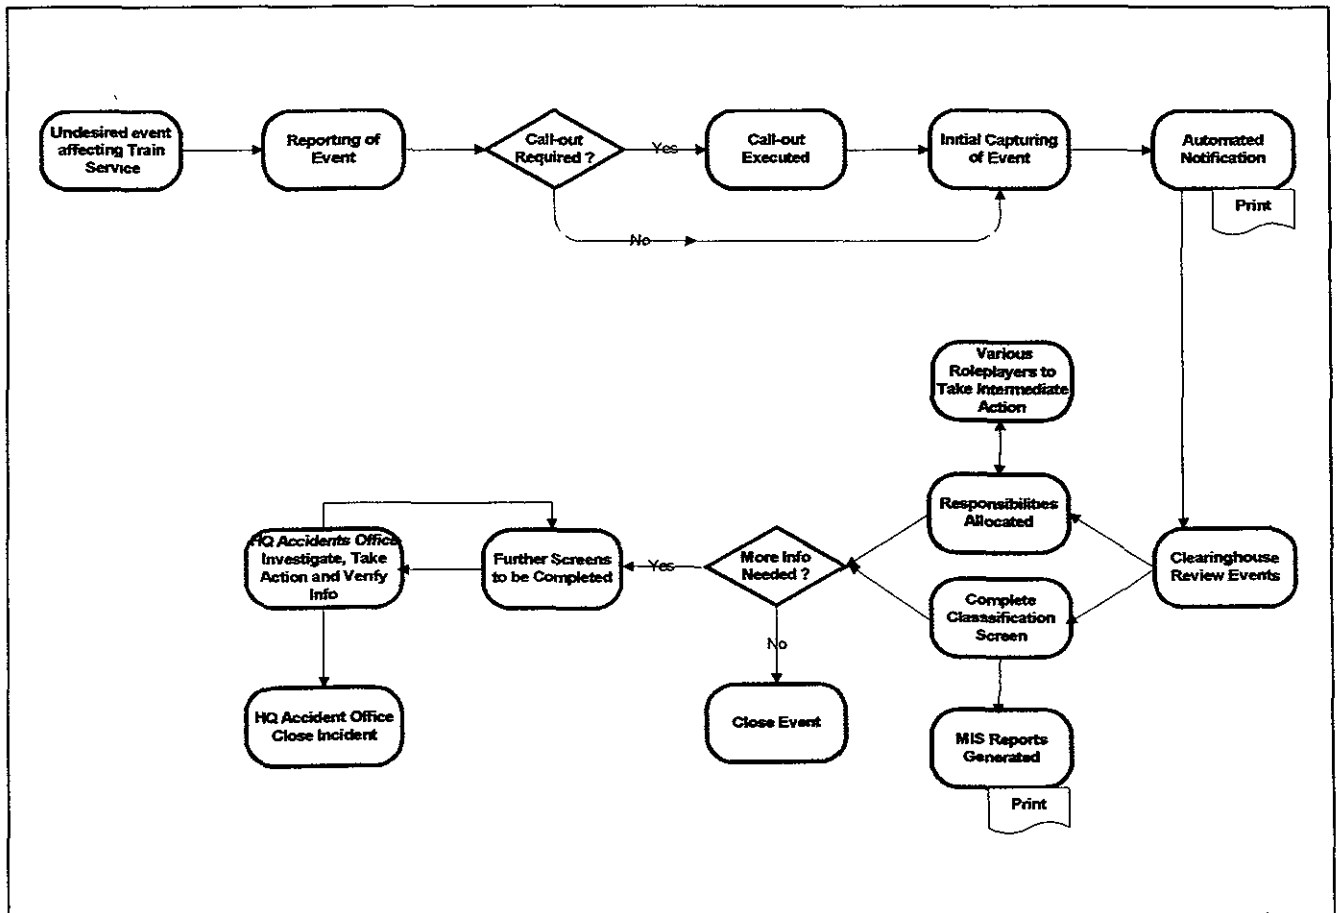 Undesired event
affecting Train
Service
Reporting of
Event
Call-out
Required ?
Yes
Call-out
Executed
Initial Capturing
of Event
Automated
Notification
Print
No
Various
Roleplayers to
Take Intermediate
Action
Responsibilities
Allocated
Clearinghouse
Review Events
Complete
Classsification
Screen
More Info
Needed ?
Yes
Further Screens
to be Completed
HQ Accidents Office
Investigate, Take
Action and Verify
Info
No
Close Event
HQ Accident Office
Close Incident
MIS Reports
Generated
Print